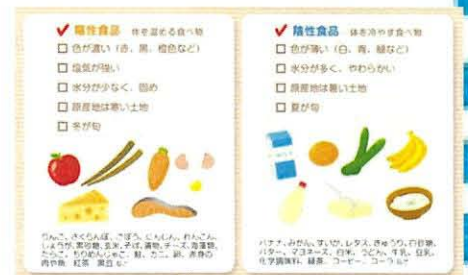 陽性食品 体を温める食べ物
色が濃い（赤、黒、橙色など）
塩気が強い
水分が少なく、固め
原産地は寒い土地
冬が旬
りんご、さくらんぼ、ごぼう、にんじん、れんこん、
しょうが、黒砂糖、玄米、そば、漬物、チーズ、海藻類、
たらこ、ちりめんじゃこ、鮭、カニ、卵、赤身の
肉や魚、紅茶、黒豆など
陰性食品 体を冷やす食べ物
色が薄い（白、青、緑など）
水分が多く、やわらかい
原産地は暑い土地
夏が旬
バナナ、みかん、すいか、レタス、きゅうり、白砂糖、
バター、マヨネーズ、白米、うどん、牛乳、豆乳、
化学調味料、緑茶、コーヒー、コーラなど